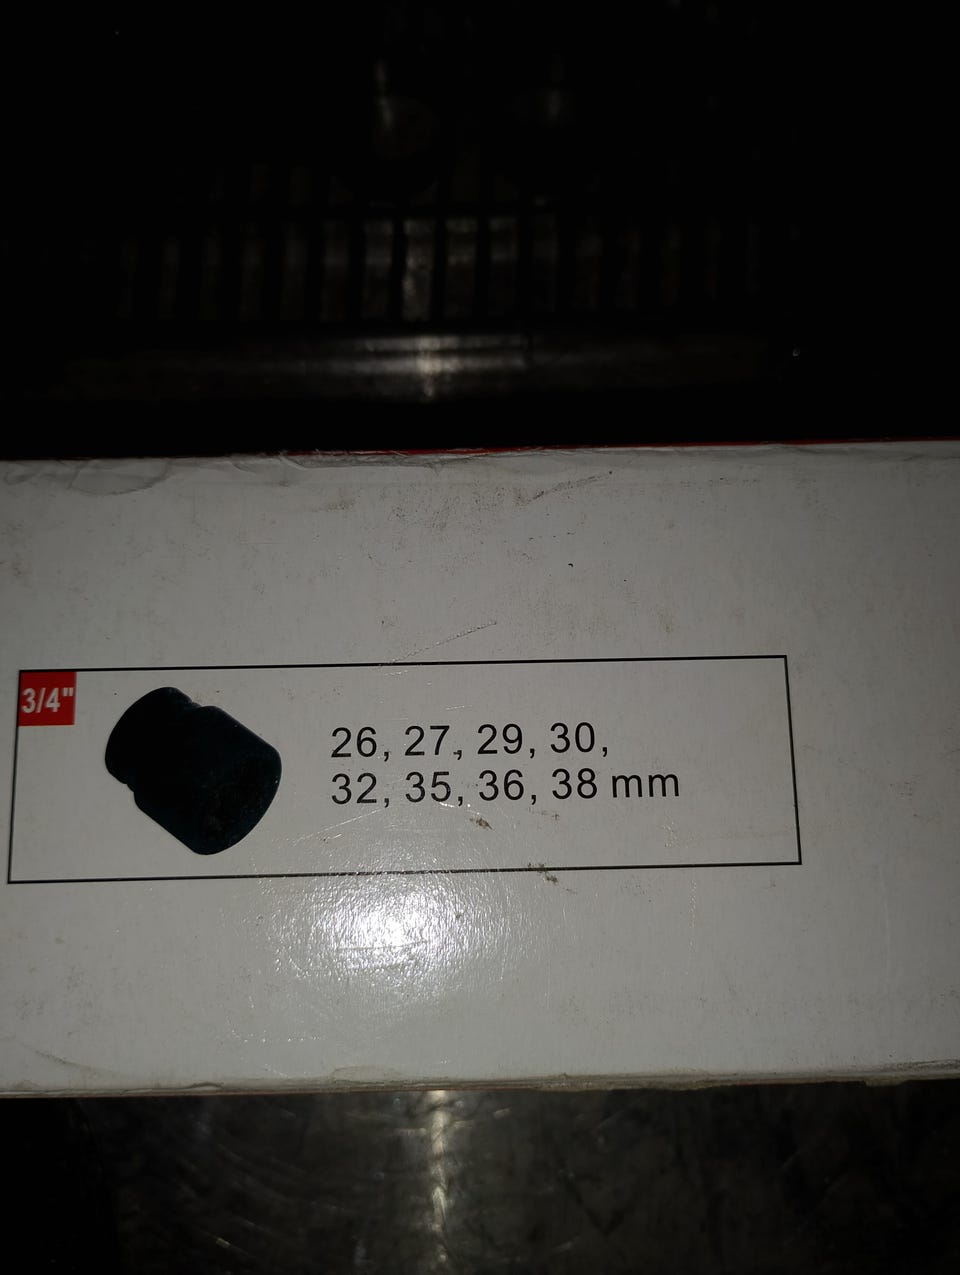 3/4"
26, 27, 29, 30,
32, 35, 36, 38 mm